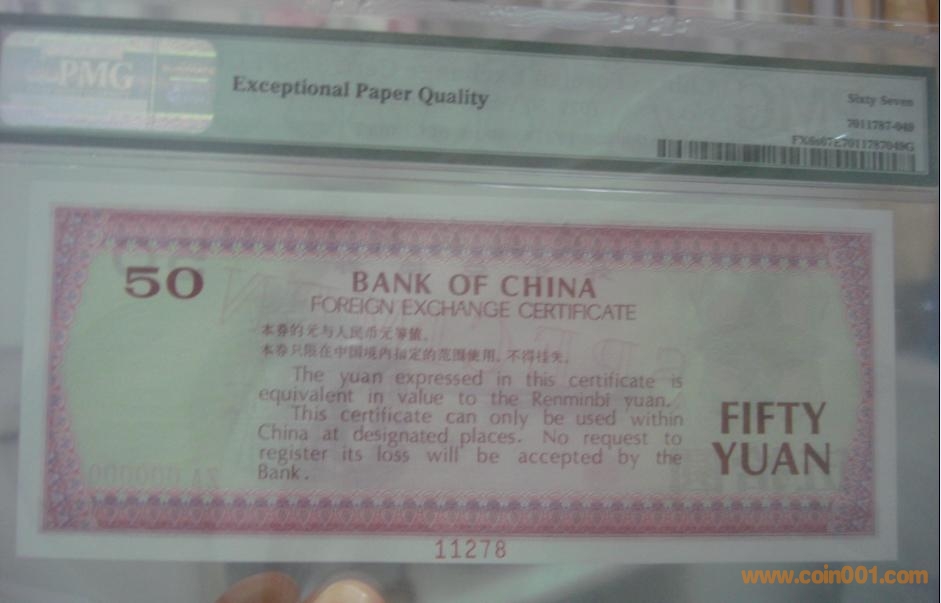 PMG
Exceptional Paper Quality
Sixty Seven
7011787-049
50
BANK OF CHINA
FOREIGN EXCHANGE CERTIFICATE
本券的元与人民币元等值。
本券只限在中国境内指定的范围使用，不得挂失。
The yuan expressed in this certificate is
equivalent in value to the Renminbi yuan.
This certificate can only be used within
China at designated places. No request to
register its loss will be accepted by the
Bank.
FIFTY
YUAN
ZA 000000
11278
www.coin001.com